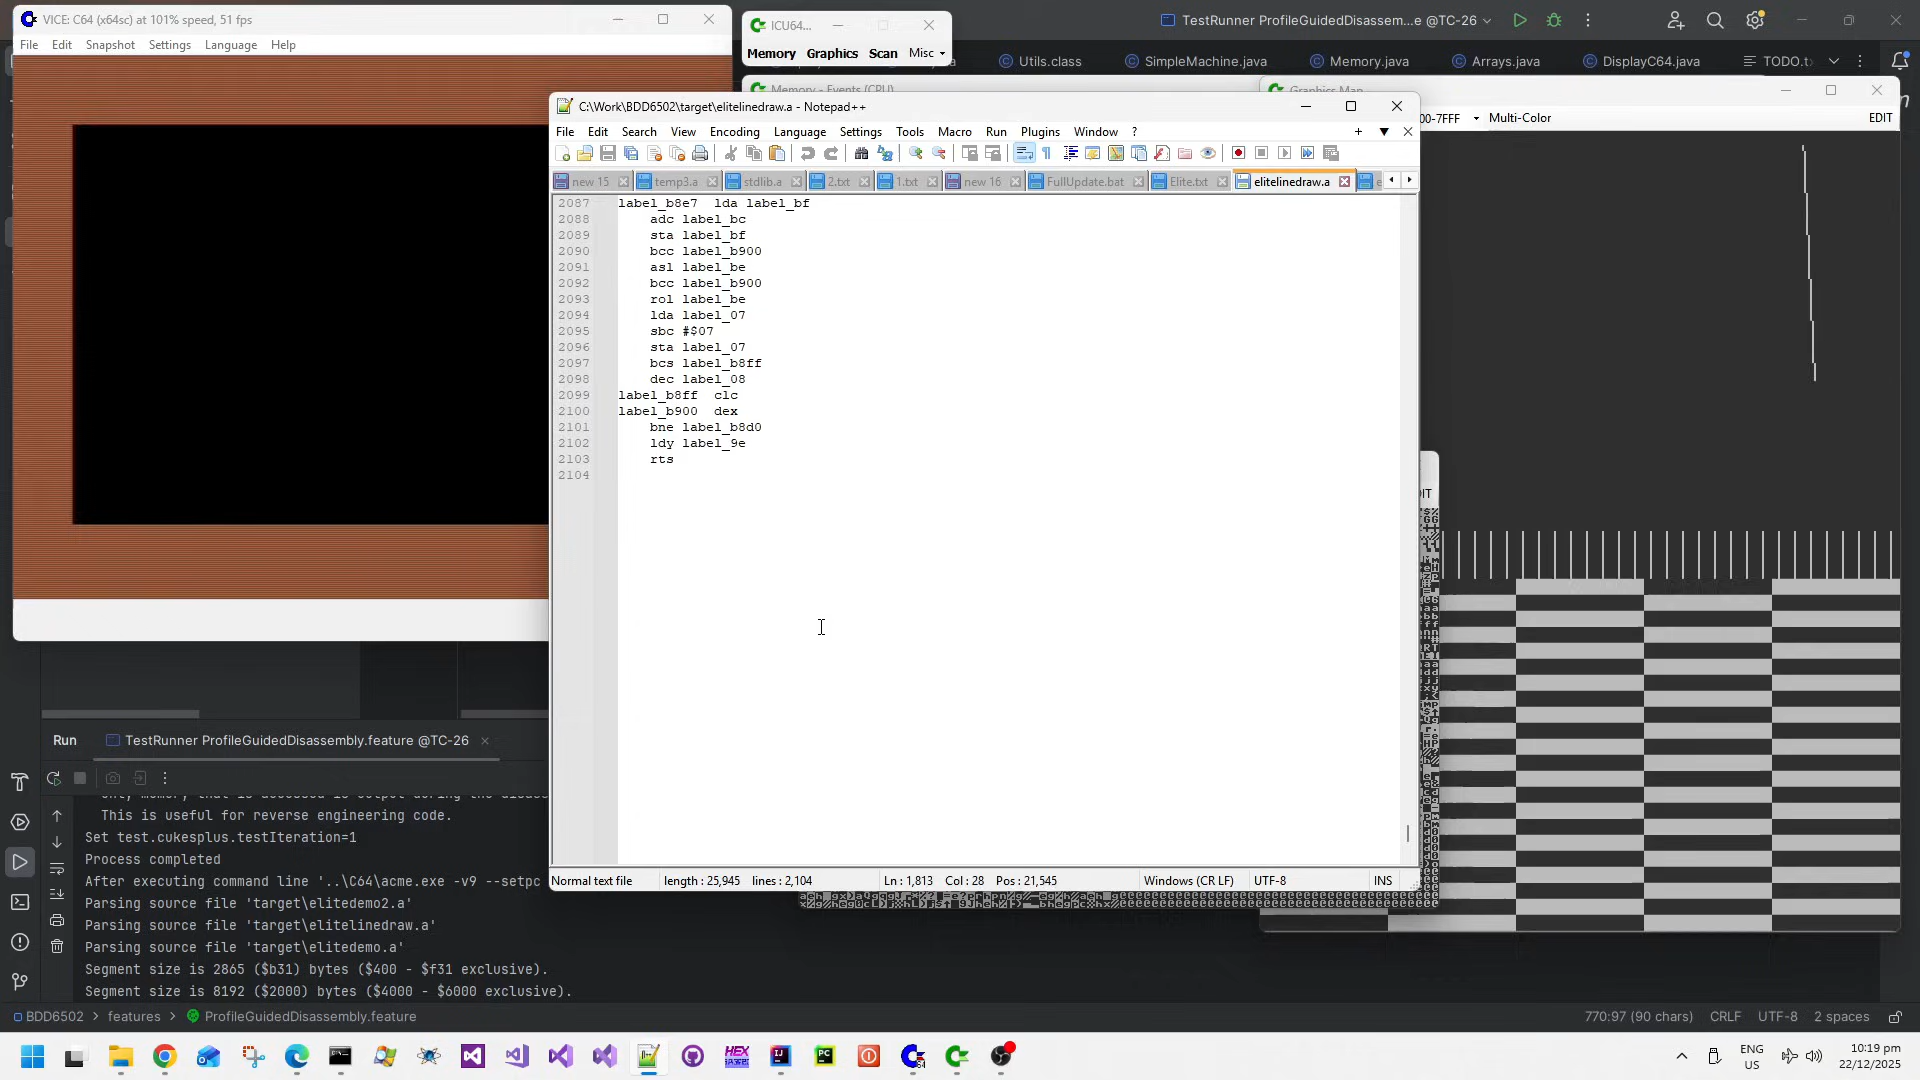 VICE: C64 (x64sc) at 101% speed, 51 fps
File Edit Snapshot Settings Language Help
ICU64...
Memory Graphics Scan Misc
TestRunner ProfileGuidedDisassem...e @TC-26
Utils.class SimpleMachine.java Memory.java Arrays.java DisplayC64.java TODO.t
Memory - Events (CPU)
Graphics Map
00-7FFF Multi-Color EDIT
C:\Work\BDD6502\target\elitelinedraw.a - Notepad++
File Edit Search View Encoding Language Settings Tools Macro Run Plugins Window ?
new 15 temp3.a stdlib.a 2.txt 1.txt new 16 FullUpdate.bat Elite.txt elitelinedraw.a e
2087 label_b8e7 lda label_bf
2088 adc label_bc
2089 sta label_bf
2090 bcc label_b900
2091 asl label_be
2092 bcc label_b900
2093 rol label_be
2094 lda label_07
2095 sbc #$07
2096 sta label_07
2097 bcs label_b8ff
2098 dec label_08
2099 label_b8ff clc
2100 label_b900 dex
2101 bne label_b8d0
2102 ldy label_9e
2103 rts
2104
Normal text file length : 25,945 lines : 2,104 Ln : 1,813 Col : 28 Pos : 21,545 Windows (CR LF) UTF-8 INS
Run TestRunner ProfileGuidedDisassembly.feature @TC-26
This is useful for reverse engineering code.
Set test.cukesplus.testIteration=1
Process completed
After executing command line '..\C64\acme.exe -v9 --setpc
Parsing source file 'target\elitedemo2.a'
Parsing source file 'target\elitelinedraw.a'
Parsing source file 'target\elitedemo.a'
Segment size is 2865 ($b31) bytes ($400 - $f31 exclusive).
Segment size is 8192 ($2000) bytes ($4000 - $6000 exclusive).
BDD6502 > features > ProfileGuidedDisassembly.feature 770:97 (90 chars) CRLF UTF-8 2 spaces
ENG
US
10:19 pm
22/12/2025